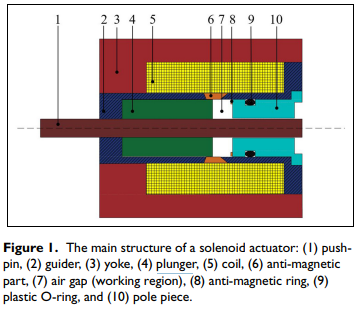 1 2 3 4 5 6 7 8 9 10
Figure 1. The main structure of a solenoid actuator: (1) push-
pin, (2) guider, (3) yoke, (4) plunger, (5) coil, (6) anti-magnetic
part, (7) air gap (working region), (8) anti-magnetic ring, (9)
plastic O-ring, and (10) pole piece.